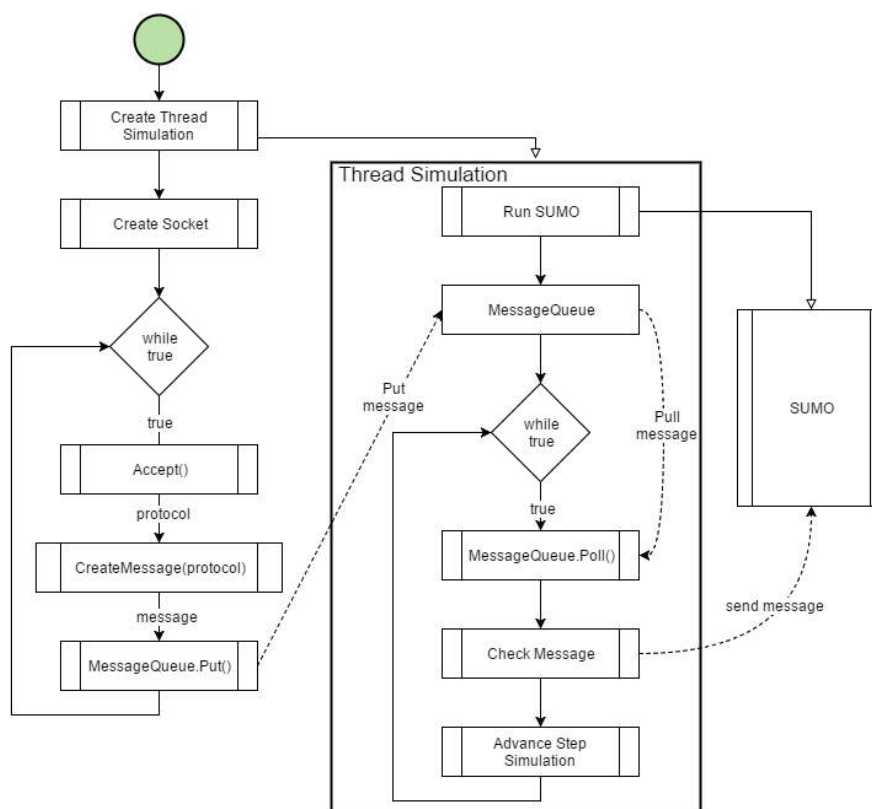 Create Thread
Simulation
Create Socket
while
true
true
Accept()
protocol
CreateMessage(protocol)
message
MessageQueue.Put()
Put
message
Thread Simulation
Run SUMO
MessageQueue
while
true
Pull
message
true
MessageQueue.Poll()
Check Message
Advance Step
Simulation
SUMO
send message